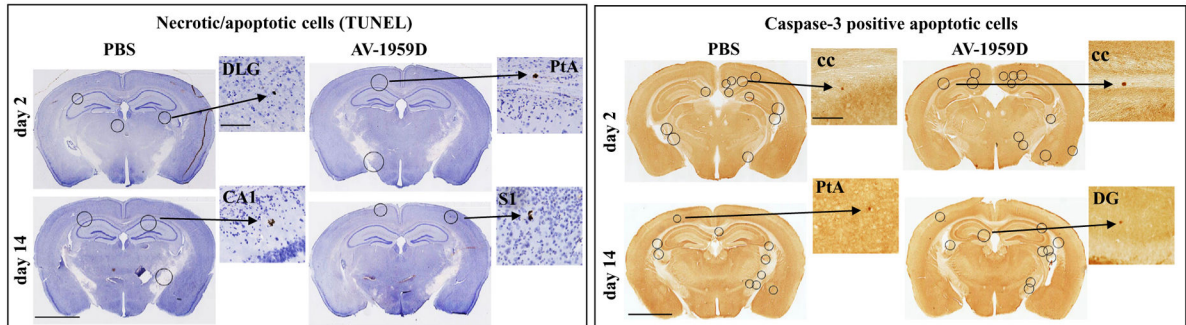 Necrotic/apoptotic cells (TUNEL)
PBS
AV-1959D
DLG
PtA
day 2
CA1
S1
day 14
Caspase-3 positive apoptotic cells
PBS
AV-1959D
cc
cc
day 2
PtA
DG
day 14